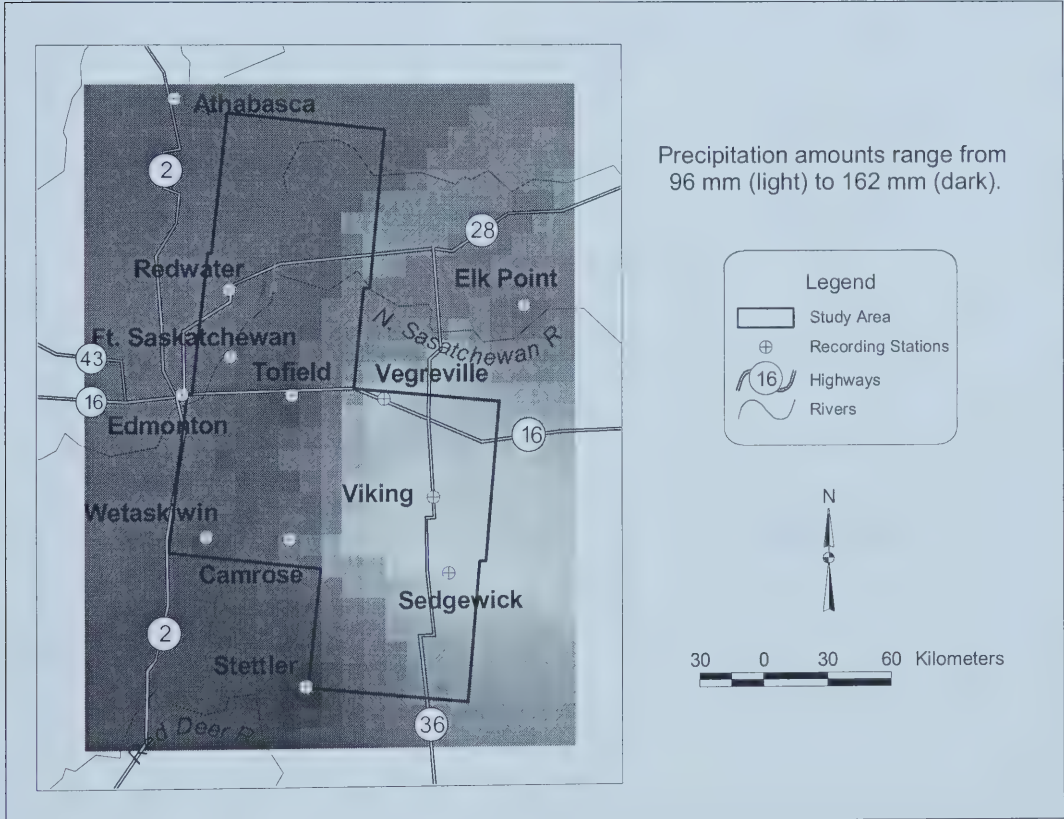 Athabasca
2
28
Redwater
Elk Point
N. Sasatchewan R
Ft. Saskatchewan
43
Tofield
Vegreville
16
Edmonton
16
Viking
Wetaskiwin
Camrose
Sedgewick
2
Stettler
36
Red Deer R
Precipitation amounts range from
96 mm (light) to 162 mm (dark).
Legend
Study Area
Recording Stations
16 Highways
Rivers
N
30 0 30 60 Kilometers